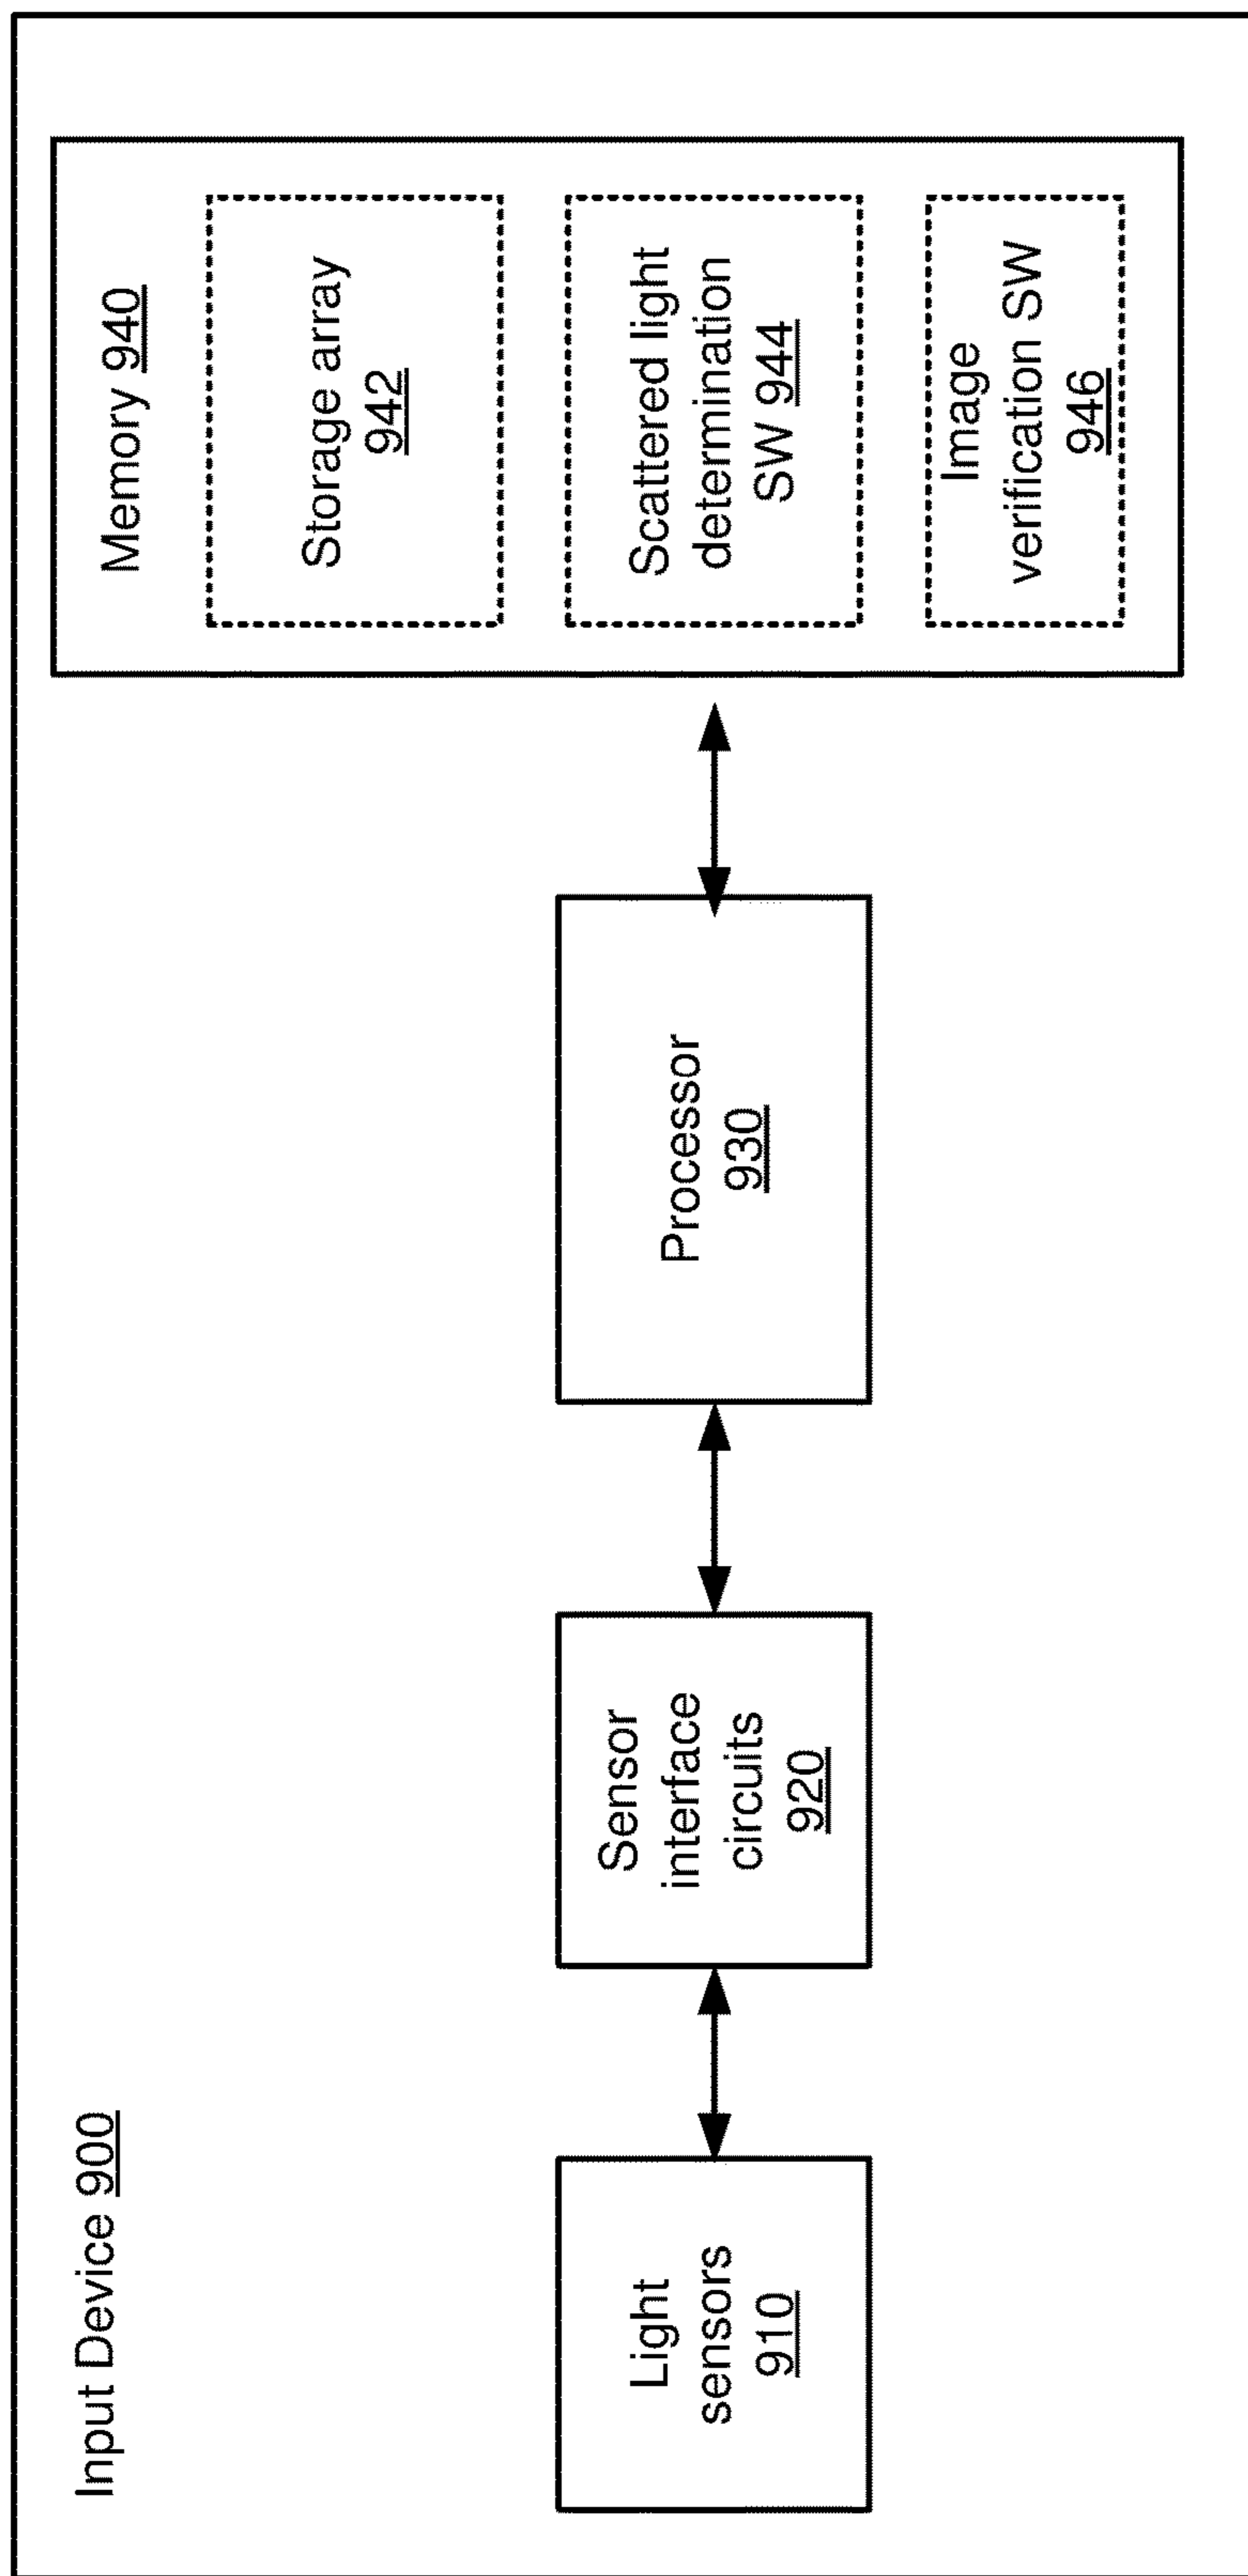 Input Device 900
Light
sensors
910
Sensor
interface
circuits
920
Processor
930
Memory 940
Storage array
942
Scattered light
determination
SW 944
Image
verification SW
946